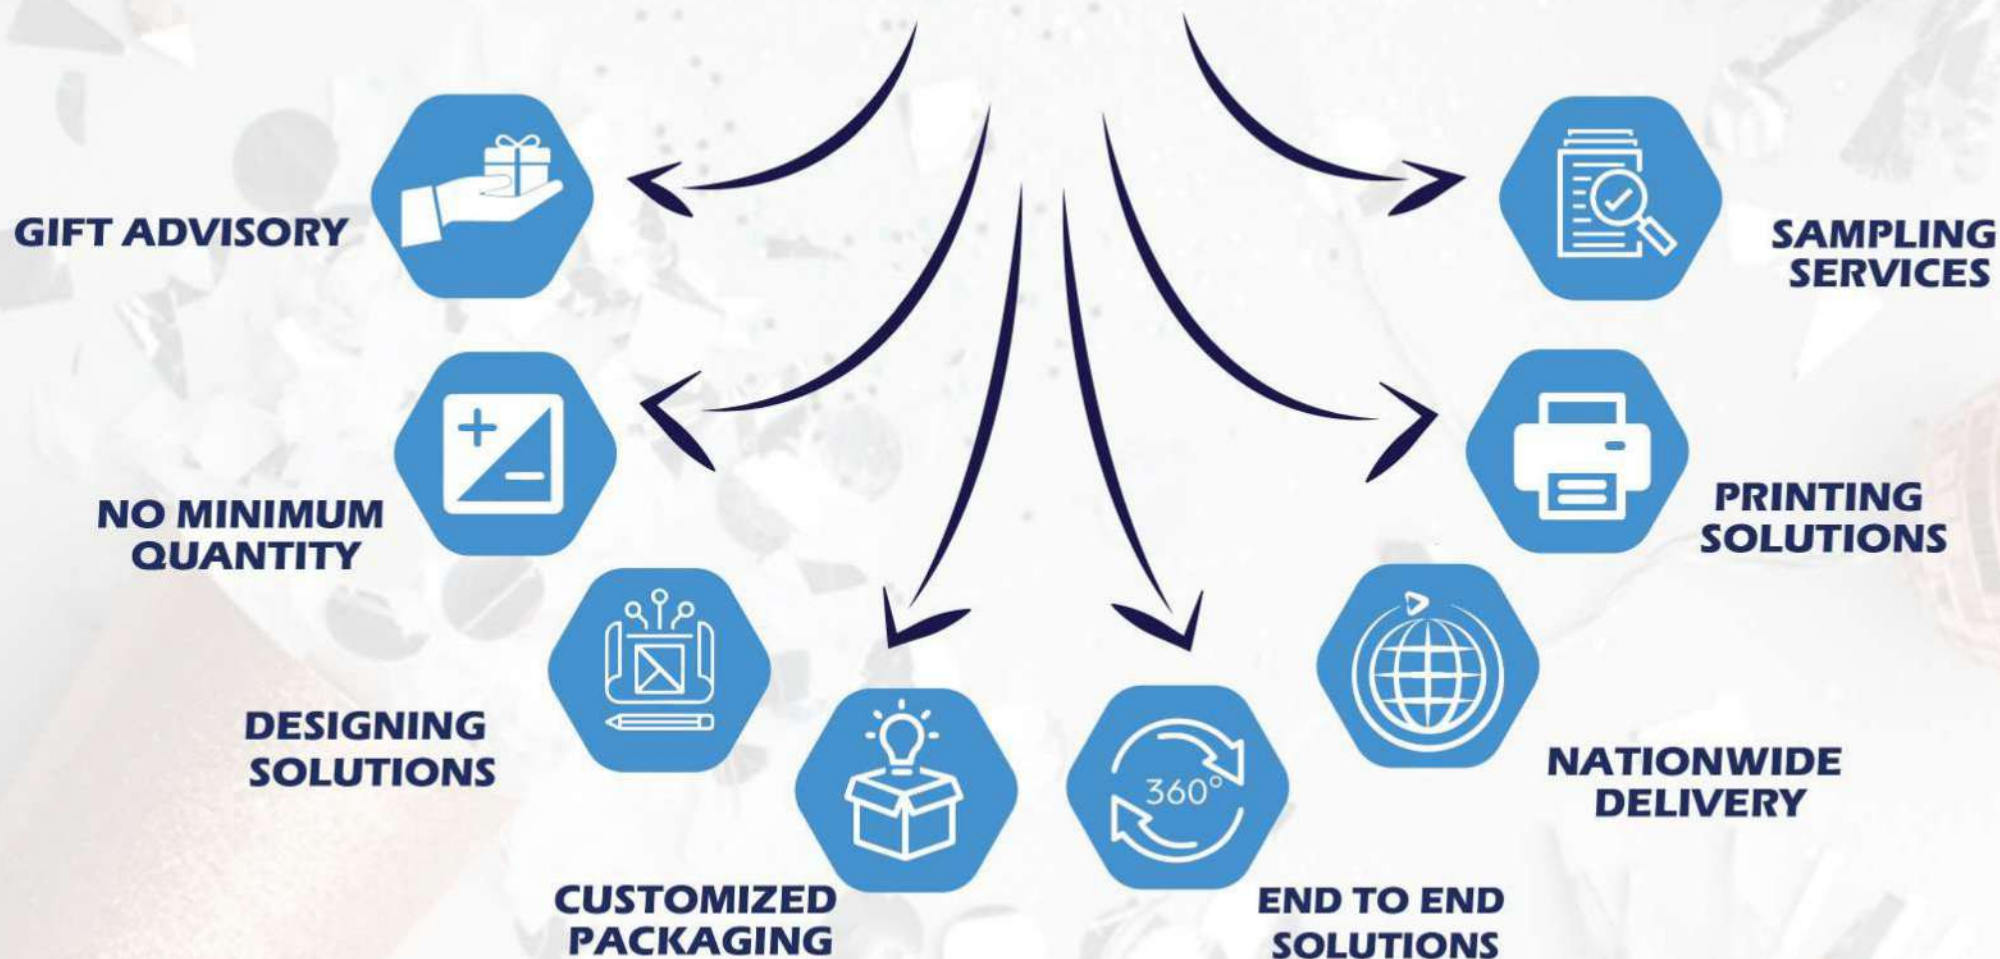 GIFT ADVISORY
SAMPLING
SERVICES
NO MINIMUM
QUANTITY
PRINTING
SOLUTIONS
DESIGNING
SOLUTIONS
NATIONWIDE
DELIVERY
360°
CUSTOMIZED
PACKAGING
END TO END
SOLUTIONS